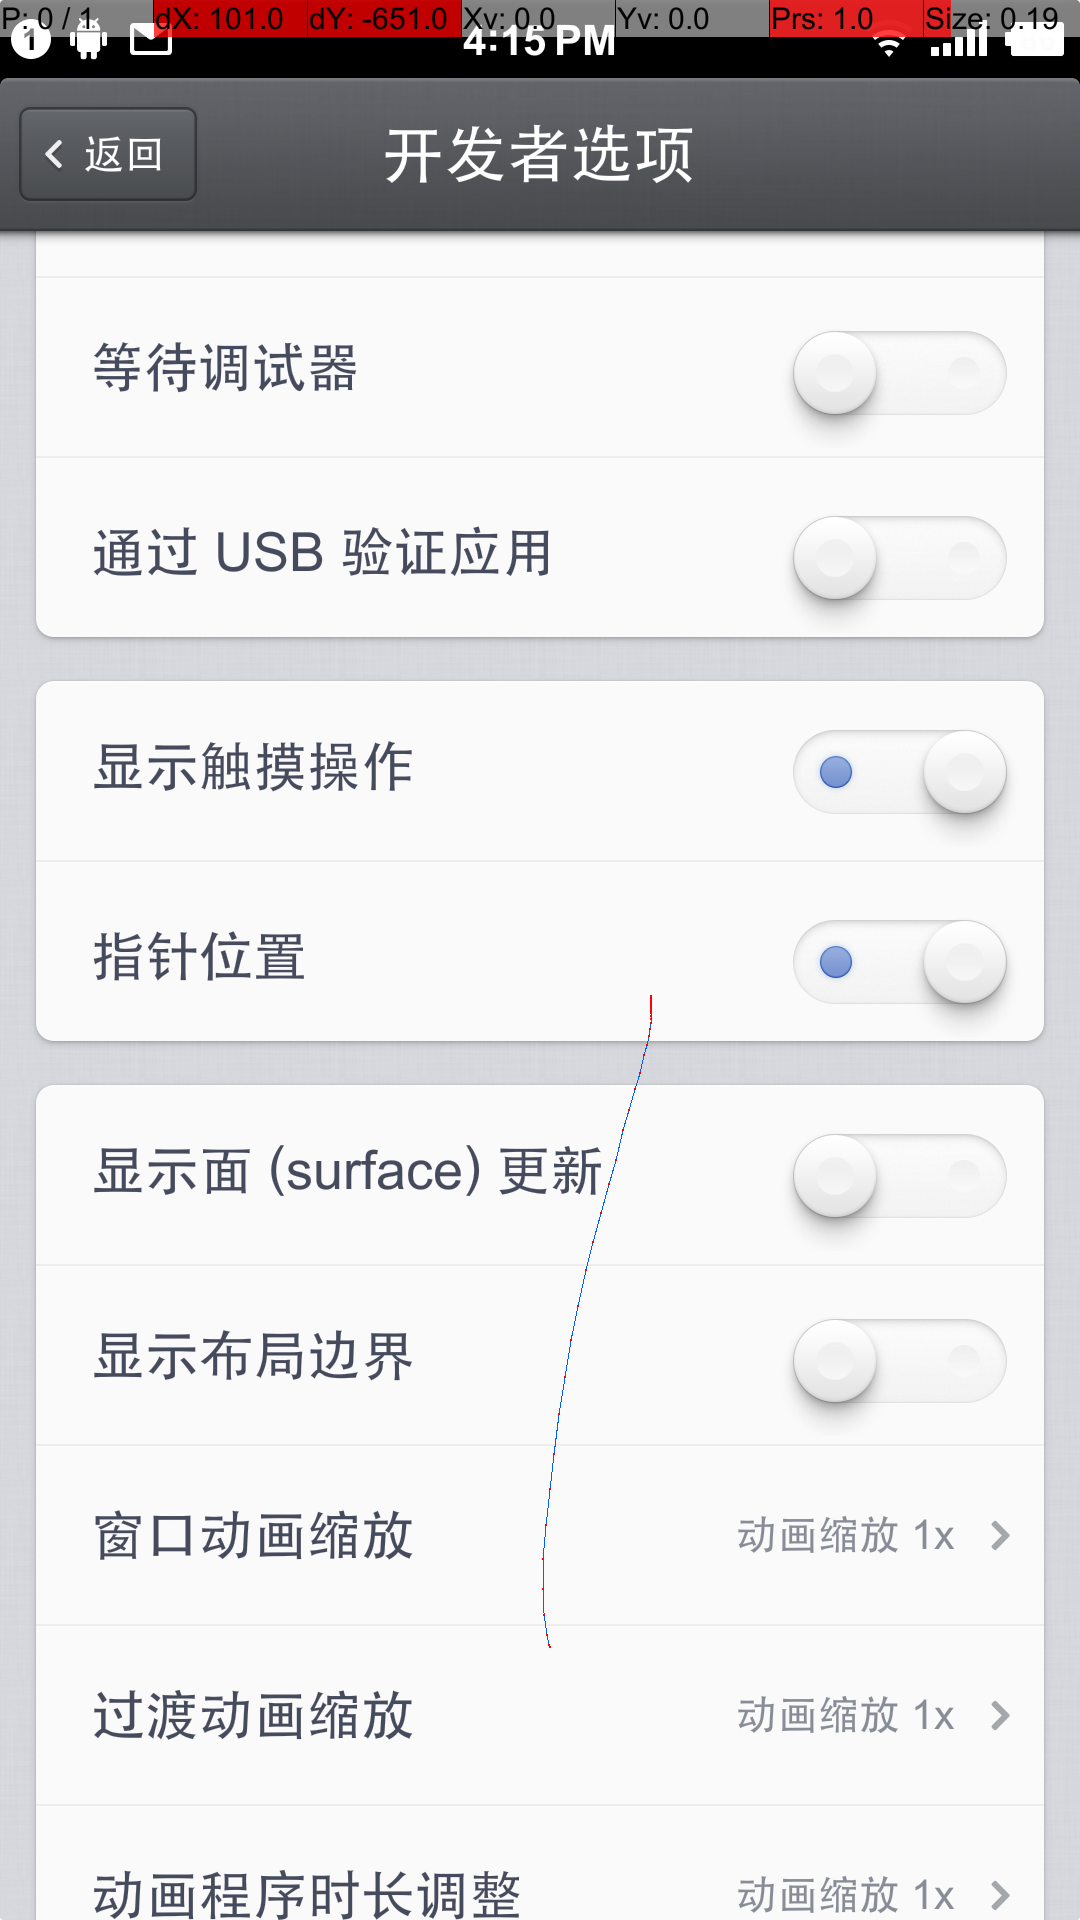 P: 0 / 1 dX: 101.0 dY: -651.0 Xv: 0.0 Yv: 0.0 Prs: 1.0 Size: 0.19
1 4:15 PM
返回 开发者选项
等待调试器
通过 USB 验证应用
显示触摸操作
指针位置
显示面 (surface) 更新
显示布局边界
窗口动画缩放 动画缩放 1x
过渡动画缩放 动画缩放 1x
动画程序时长调整 动画缩放 1x